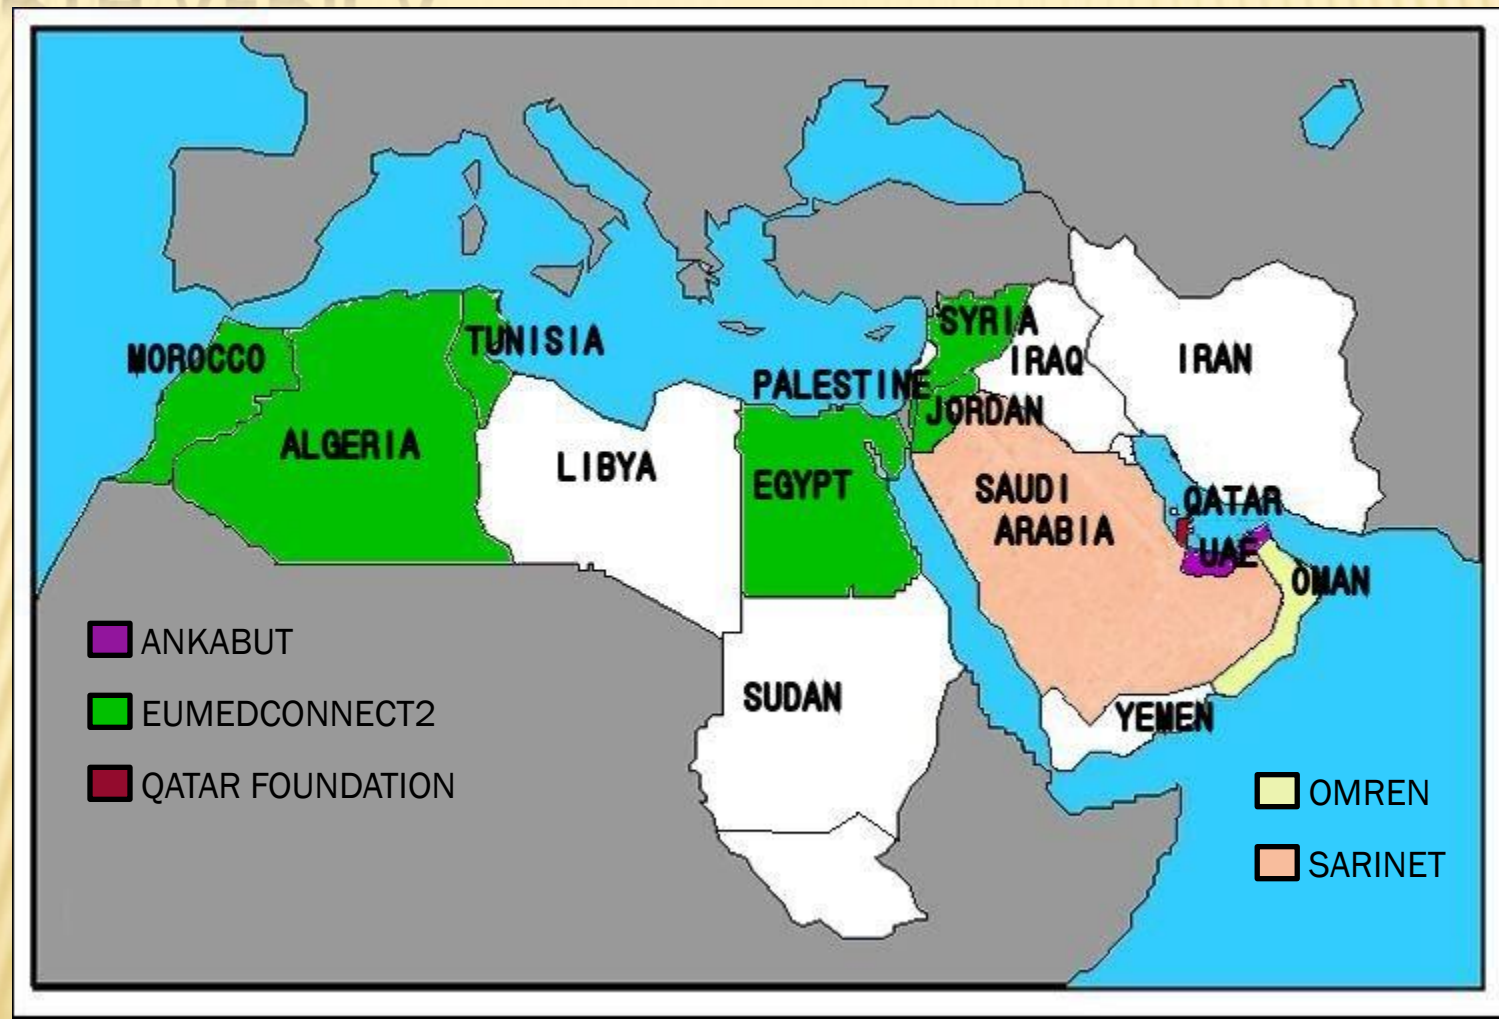 MOROCCO
TUNISIA
ALGERIA
LIBYA
EGYPT
PALESTINE
SYRIA
IRAQ
JORDAN
IRAN
SAUDI
ARABIA
QATAR
UAE
OMAN
SUDAN
YEMEN
ANKABUT
EUMEDCONNECT2
QATAR FOUNDATION
OMREN
SARINET